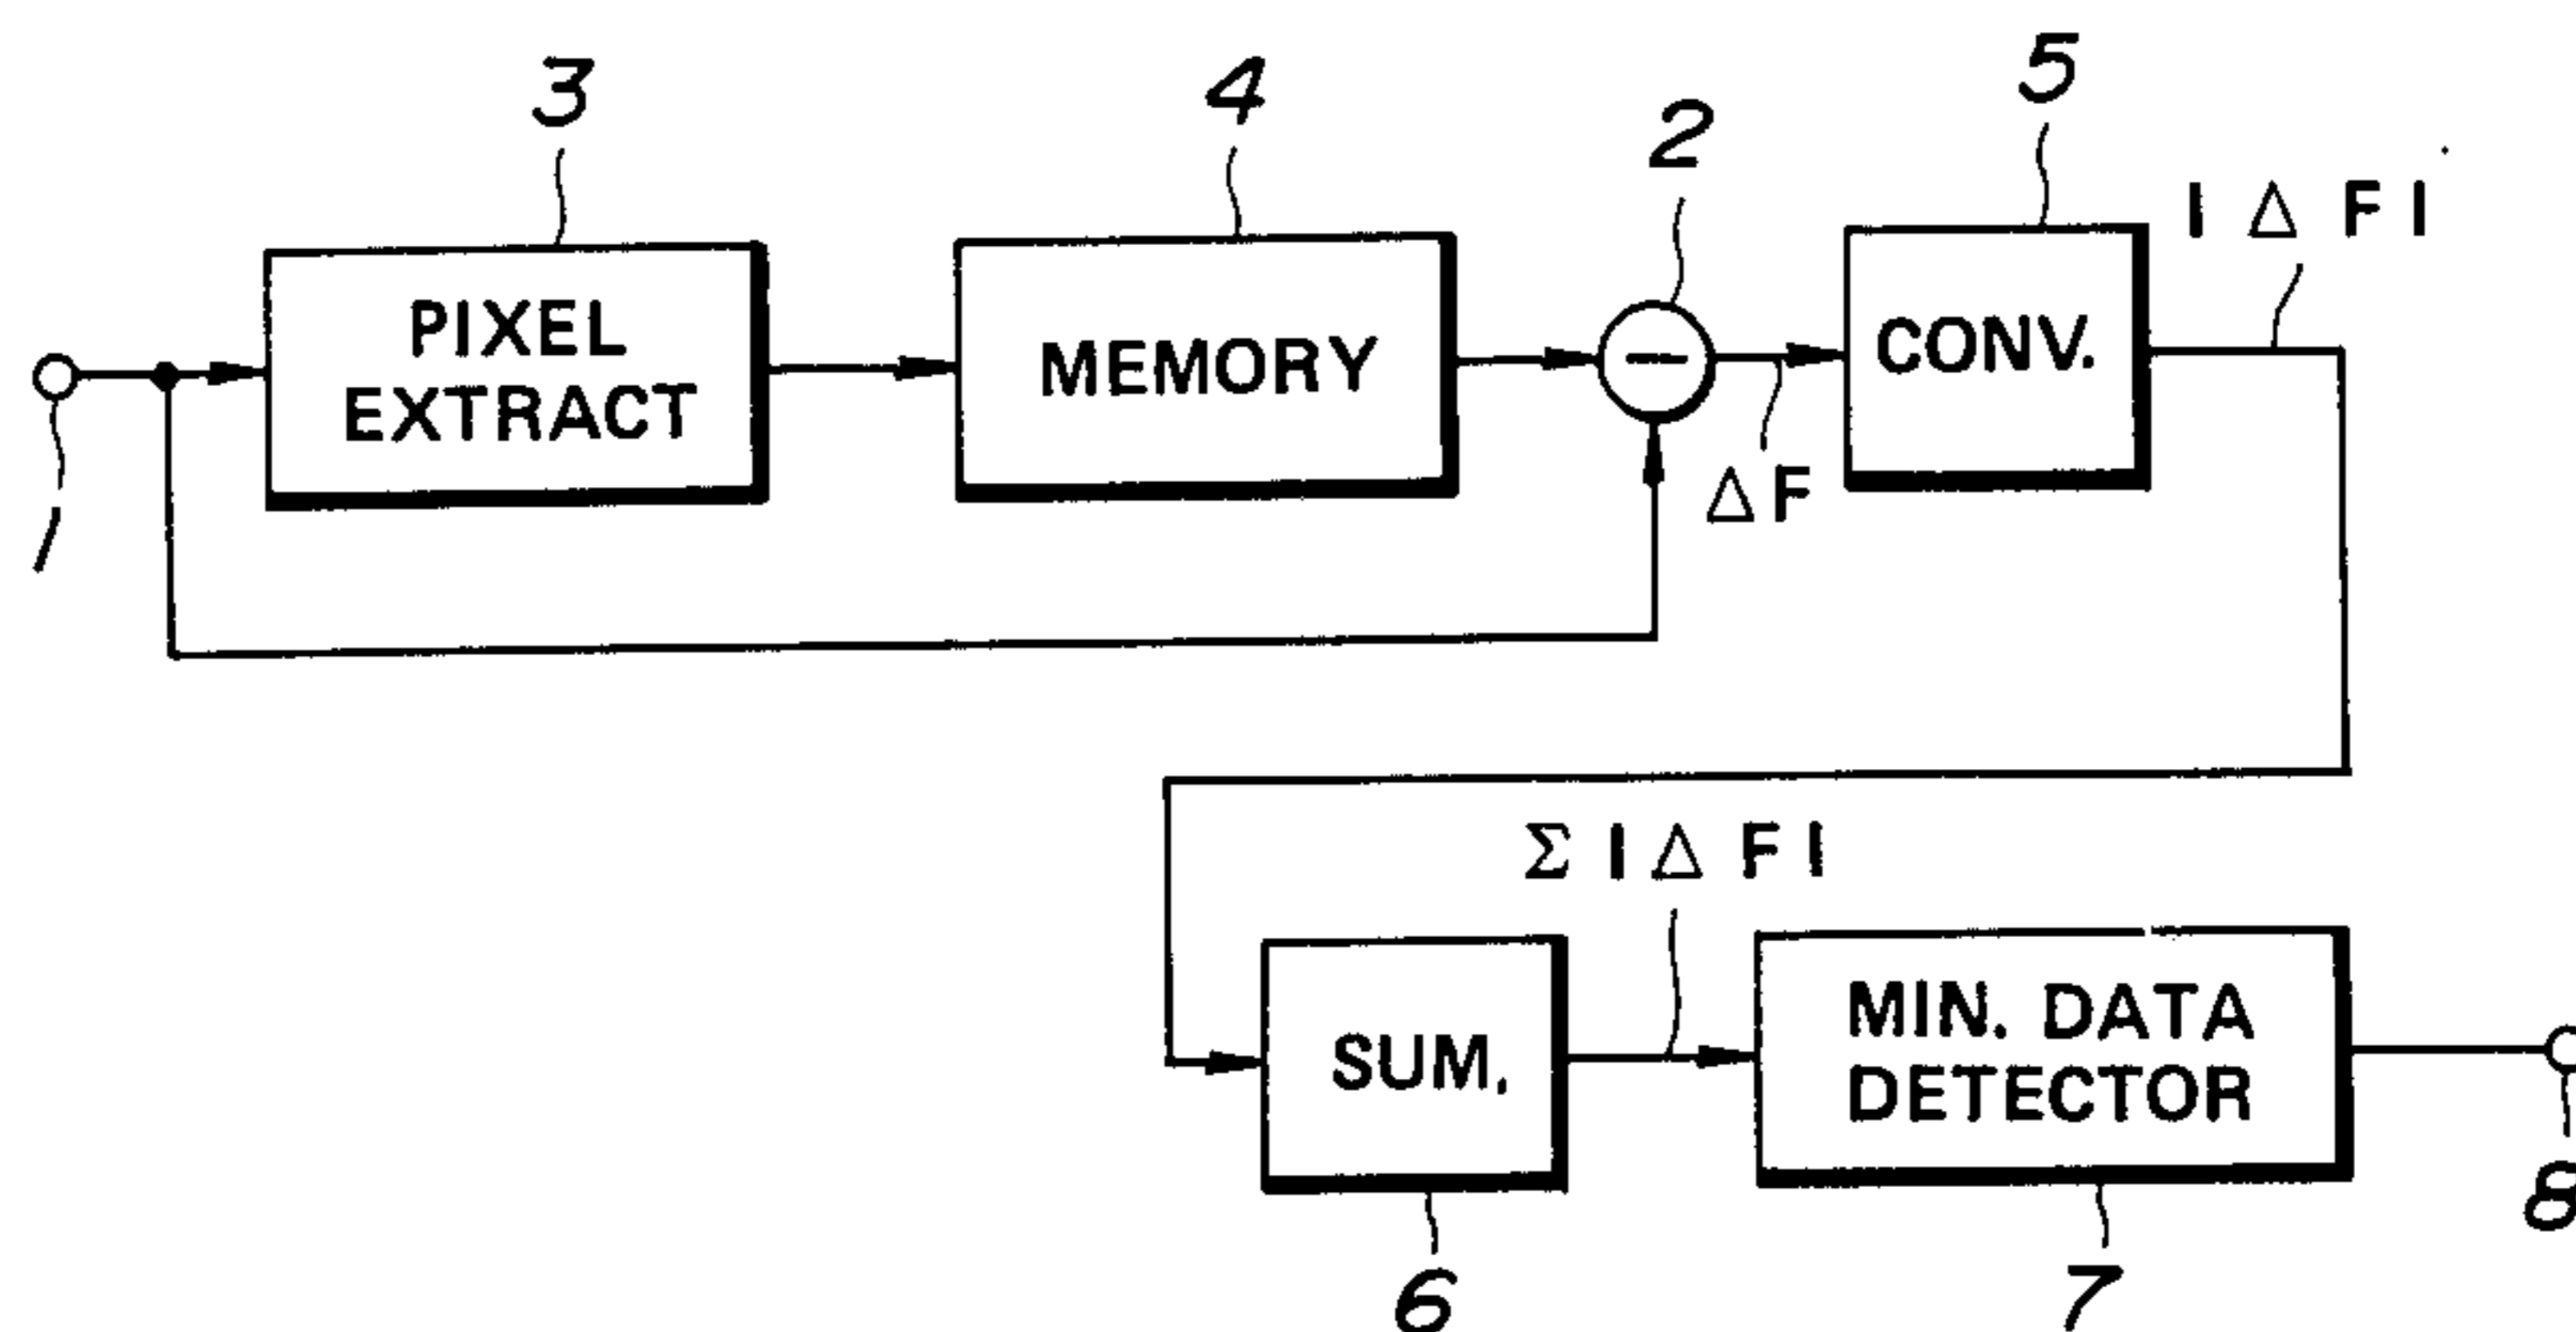 3
4
2
5
I Δ F I
PIXEL
EXTRACT
MEMORY
−
CONV.
ΔF
1
Σ I Δ F I
SUM.
MIN. DATA
DETECTOR
6
7
8